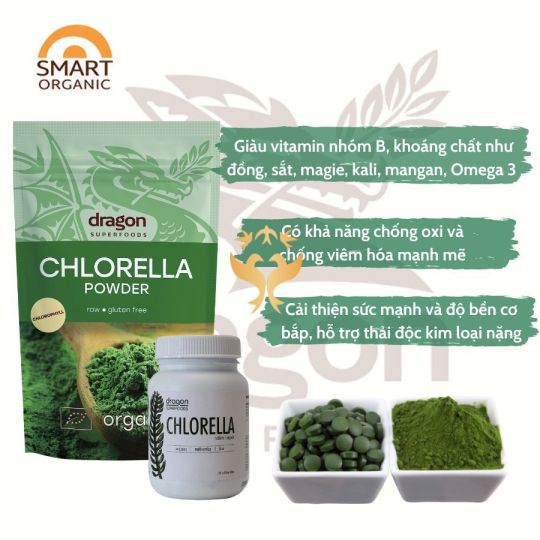 SMART
ORGANIC
Giàu vitamin nhóm B, khoáng chất như
đồng, sắt, magie, kali, mangan, Omega 3
dragon
SUPERFOODS
CHLORELLA
POWDER
raw • gluten free
CHLOROPHYLL
Có khả năng chống oxi và
chống viêm hóa mạnh mẽ
Cải thiện sức mạnh và độ bền cơ
bắp, hỗ trợ thải độc kim loại nặng
dragon
SUPERFOODS
CHLORELLA
dragon